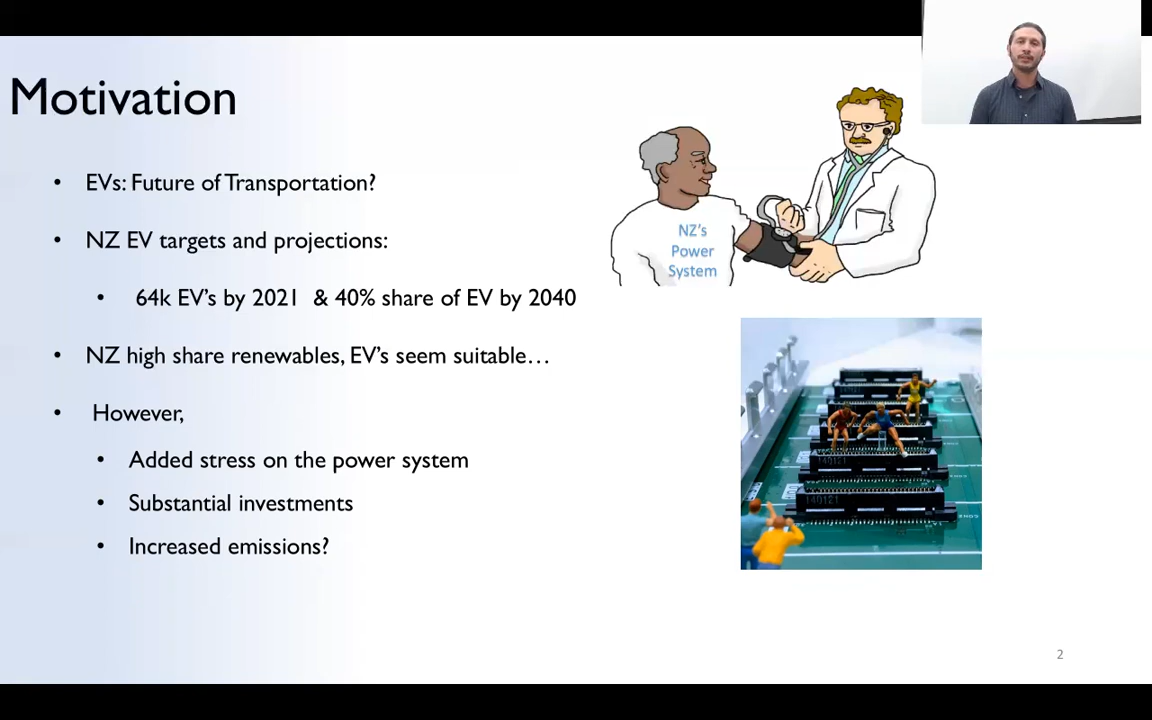 Motivation
• EVs: Future of Transportation?
• NZ EV targets and projections:
• 64k EV's by 2021 & 40% share of EV by 2040
• NZ high share renewables, EV's seem suitable…
• However,
• Added stress on the power system
• Substantial investments
• Increased emissions?
NZ's
Power
System
140121
140121
2